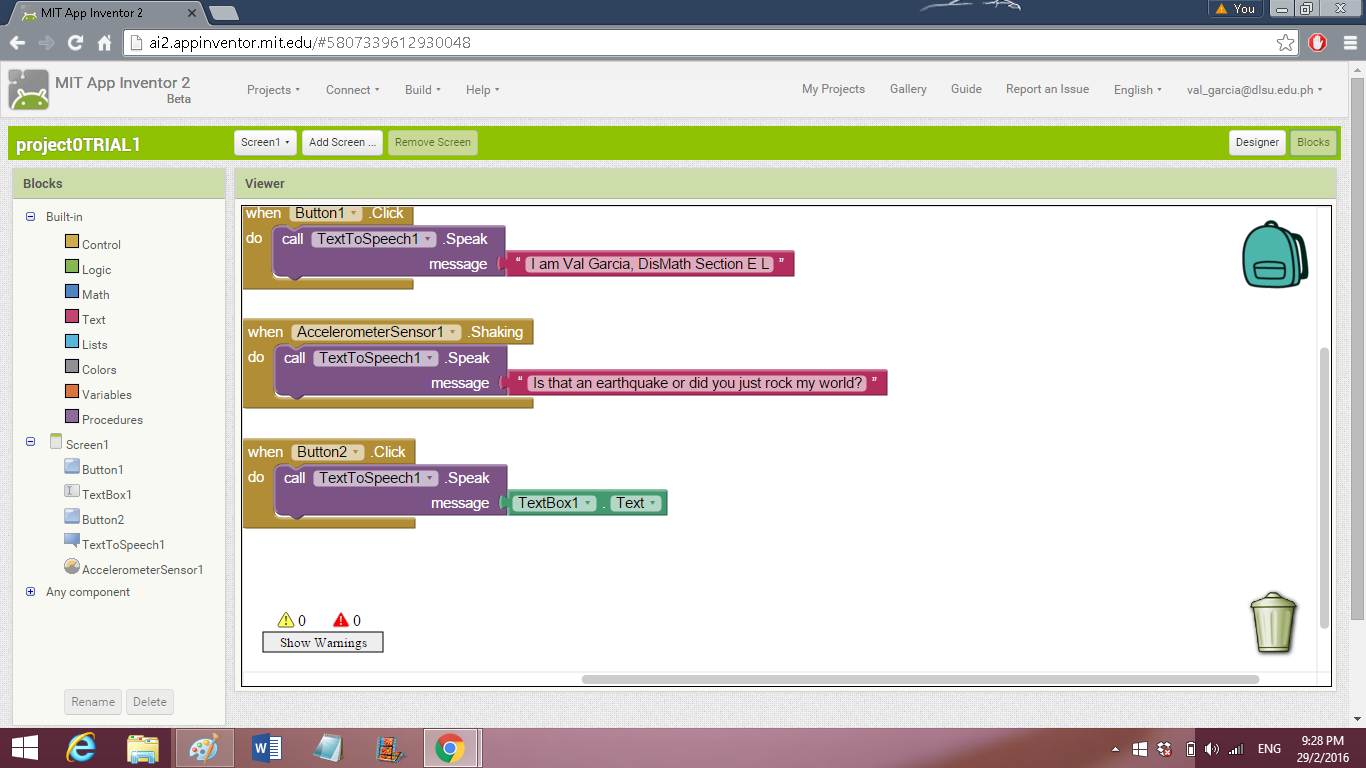 MIT App Inventor 2
You
ai2.appinventor.mit.edu/#5807339612930048
MIT App Inventor 2
Beta
Projects Connect Build Help
My Projects Gallery Guide Report an Issue English val_garcia@dlsu.edu.ph
project0TRIAL1
Screen1 Add Screen ... Remove Screen
Designer Blocks
Blocks
Built-in
Control
Logic
Math
Text
Lists
Colors
Variables
Procedures
Screen1
Button1
TextBox1
Button2
TextToSpeech1
AccelerometerSensor1
Any component
Rename Delete
Viewer
when Button1 .Click
do call TextToSpeech1 .Speak
message " I am Val Garcia, DisMath Section E L "
when AccelerometerSensor1 .Shaking
do call TextToSpeech1 .Speak
message " Is that an earthquake or did you just rock my world? "
when Button2 .Click
do call TextToSpeech1 .Speak
message TextBox1 . Text
0 0
Show Warnings
ENG
9:28 PM
29/2/2016